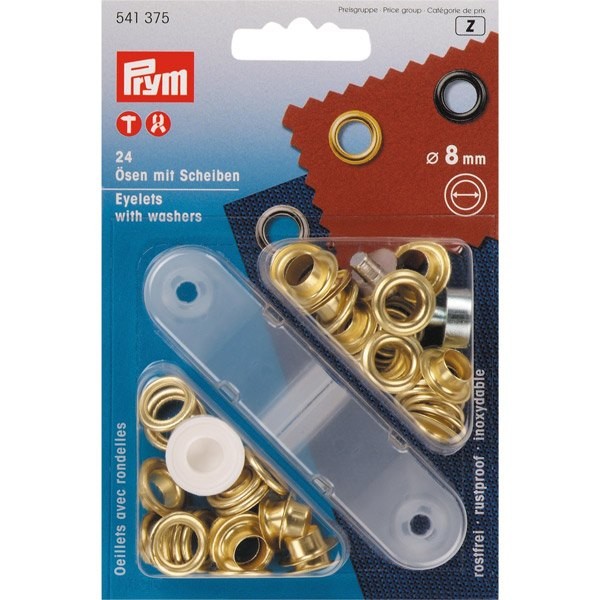 541 375
Preisgruppe · Price group · Catégorie de prix
Z
Prym
24
Ösen mit Scheiben
Eyelets
with washers
ø 8 mm
Oeillets avec rondelles
rostfrei · rustproof · inoxydable